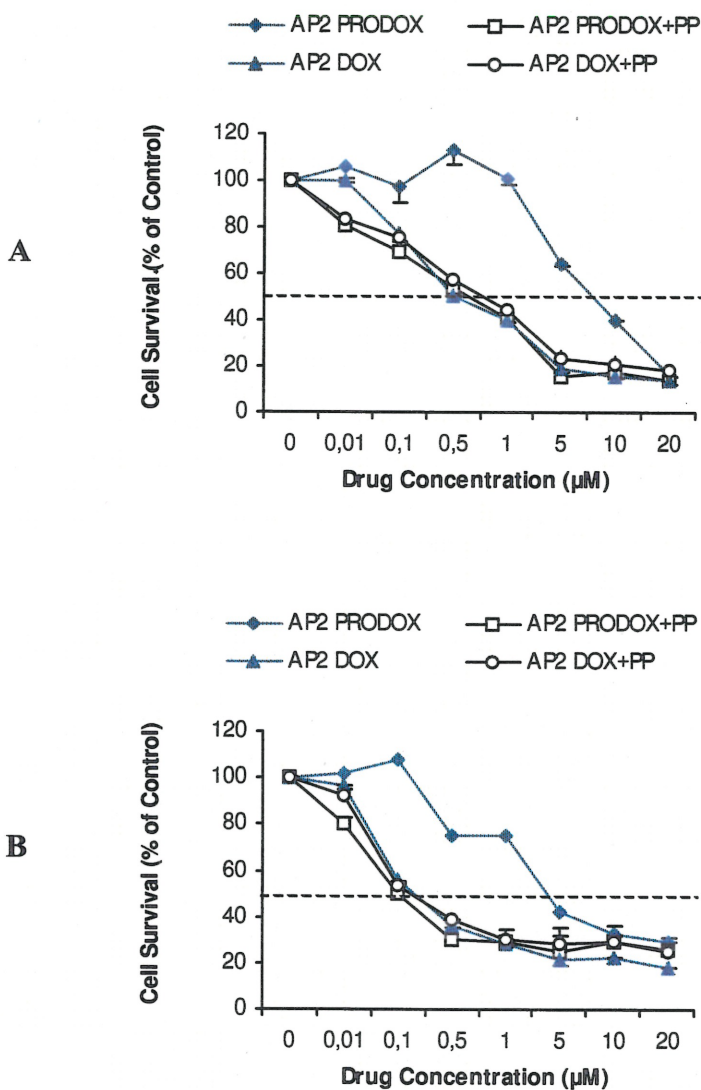 AP2 PRODOX AP2 PRODOX+PP
AP2 DOX AP2 DOX+PP
A
Cell Survival (% of Control)
120
100
80
60
40
20
0
0 0,01 0,1 0,5 1 5 10 20
Drug Concentration (µM)
AP2 PRODOX AP2 PRODOX+PP
AP2 DOX AP2 DOX+PP
B
Cell Survival (% of Control)
120
100
80
60
40
20
0
0 0,01 0,1 0,5 1 5 10 20
Drug Concentration (µM)